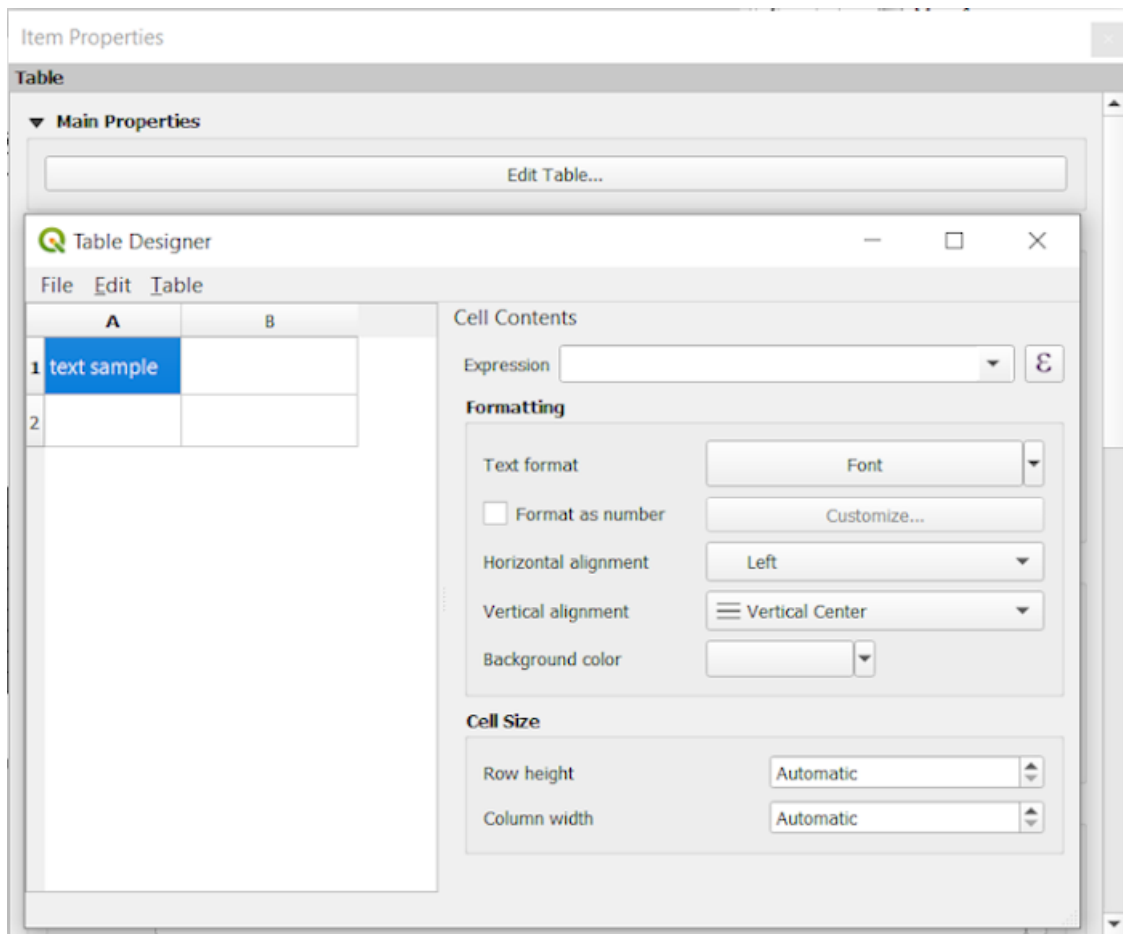 Item Properties
Table
Main Properties
Edit Table...
Table Designer
File Edit Table
A B
Cell Contents
1 text sample
Expression ε
Formatting
2
Text format Font
Format as number Customize...
Horizontal alignment Left
Vertical alignment Vertical Center
Background color
Cell Size
Row height Automatic
Column width Automatic